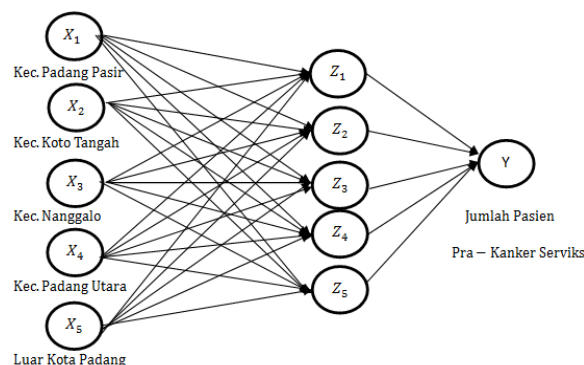 X₁
Kec. Padang Pasir
X₂
Kec. Koto Tangah
X₃
Kec. Nanggalo
X₄
Kec. Padang Utara
X₅
Luar Kota Padang
Z₁
Z₂
Z₃
Z₄
Z₅
Y
Jumlah Pasien
Pra – Kanker Serviks